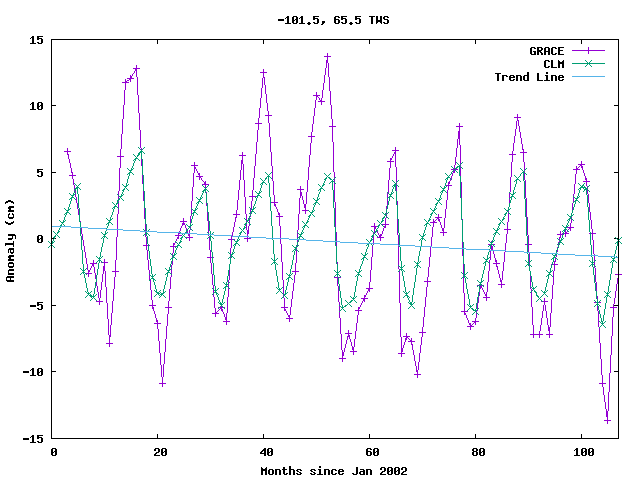 -101.5, 65.5 TWS
GRACE
CLM
Trend Line
15
10
5
0
-5
-10
-15
Anomaly (cm)
0 20 40 60 80 100
Months since Jan 2002